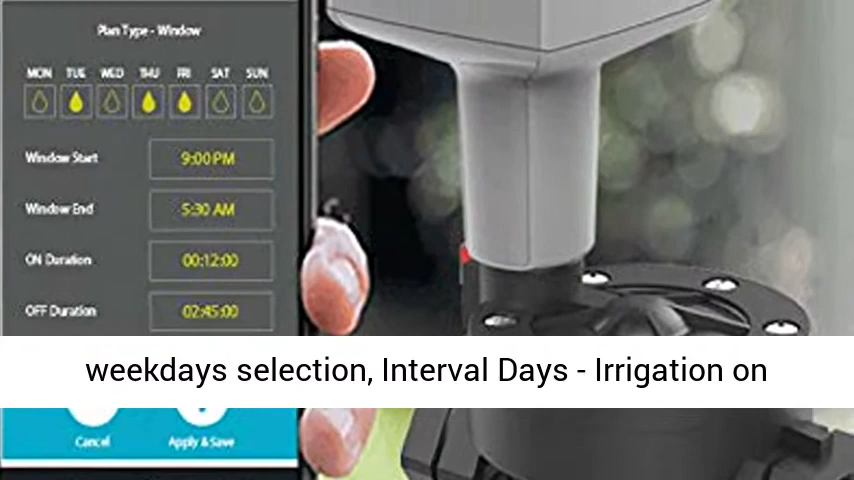 Plan Type - Window
MON TUE WED THU FRI SAT SUN
Window Start 9:00 PM
Window End 5:30 AM
ON Duration 00:12:00
OFF Duration 02:45:00
weekdays selection, Interval Days - Irrigation on
Cancel Apply & Save